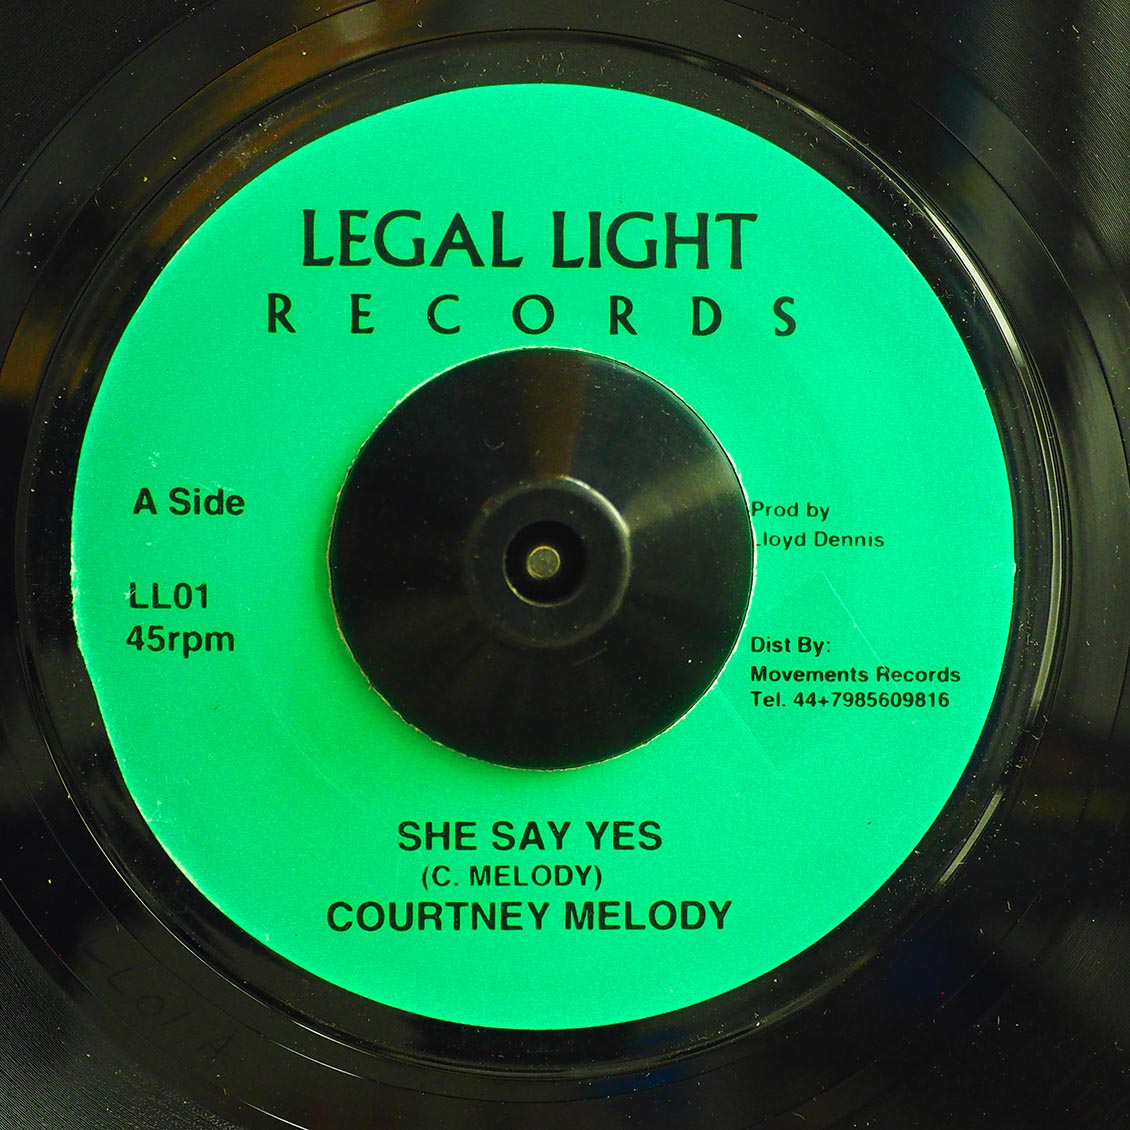 LEGAL LIGHT
RECORDS
A Side
LL01
45rpm
Prod by
Lloyd Dennis
Dist By:
Movements Records
Tel. 44+7985609816
SHE SAY YES
(C. MELODY)
COURTNEY MELODY
LL01-A